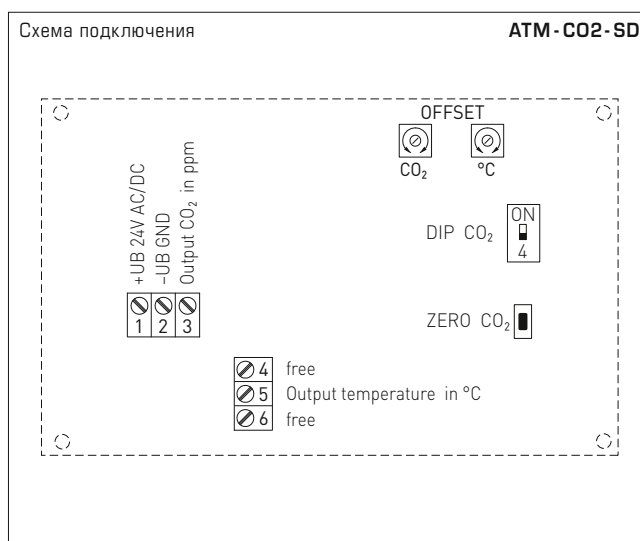 Схема подключения
ATM-CO2-SD
OFFSET
CO₂
°C
+UB 24V AC/DC
–UB GND
Output CO₂ in ppm
1
2
3
DIP CO₂
ON
4
ZERO CO₂
4 free
5 Output temperature in °C
6 free